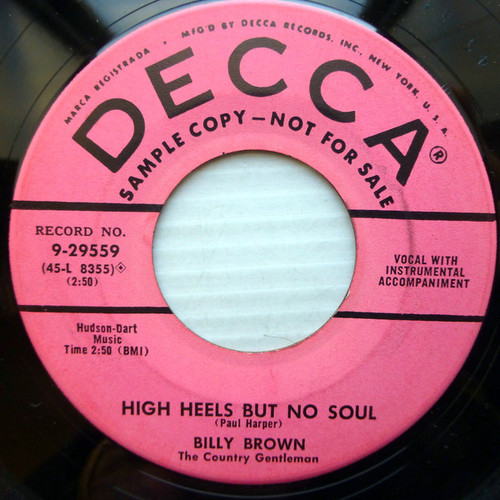 MARCA REGISTRADA • MFG'D BY DECCA RECORDS, INC., NEW YORK, U. S. A.
DECCA®
SAMPLE COPY—NOT FOR SALE
RECORD NO.
9-29559
(45-L 8355)
(2:50)
VOCAL WITH
INSTRUMENTAL
ACCOMPANIMENT
Hudson-Dart
Music
Time 2:50 (BMI)
HIGH HEELS BUT NO SOUL
(Paul Harper)
BILLY BROWN
The Country Gentleman